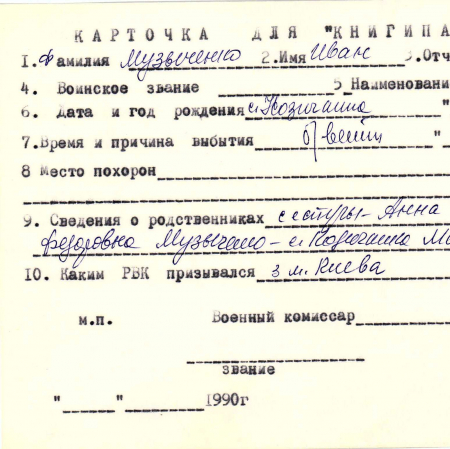 КАРТОЧКА ДЛЯ "КНИГИ ПА
1. Фамилия Музыченко 2. Имя Иван 3. Отч
4. Воинское звание 5 Наименовани
6. Дата и год рождения с. "
7. Время и причина выбытия "
8 Место похорон
9. Сведения о родственниках сестры - Анна
Федоровна Музыченко - с.
10. Каким РВК призывался з м. Києва
м.п. Военный комиссар
звание
" " 1990г